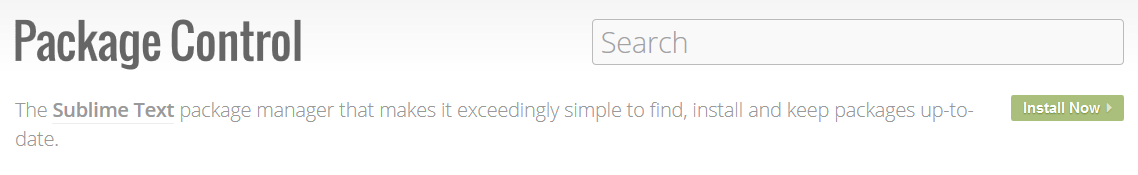 Package Control
Search
The Sublime Text package manager that makes it exceedingly simple to find, install and keep packages up-to-
date.
Install Now